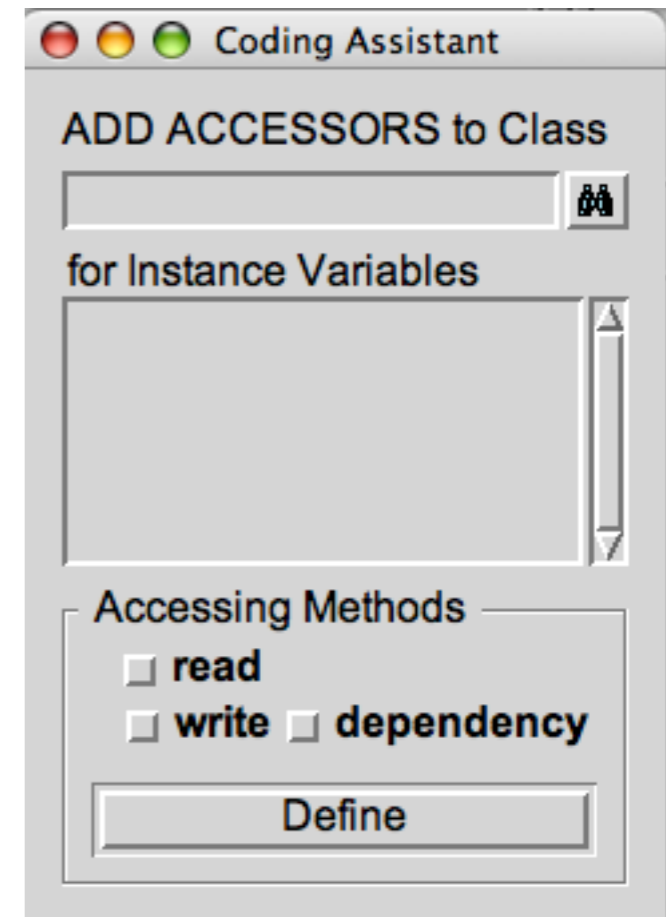 Coding Assistant
ADD ACCESSORS to Class
for Instance Variables
Accessing Methods
read
write dependency
Define